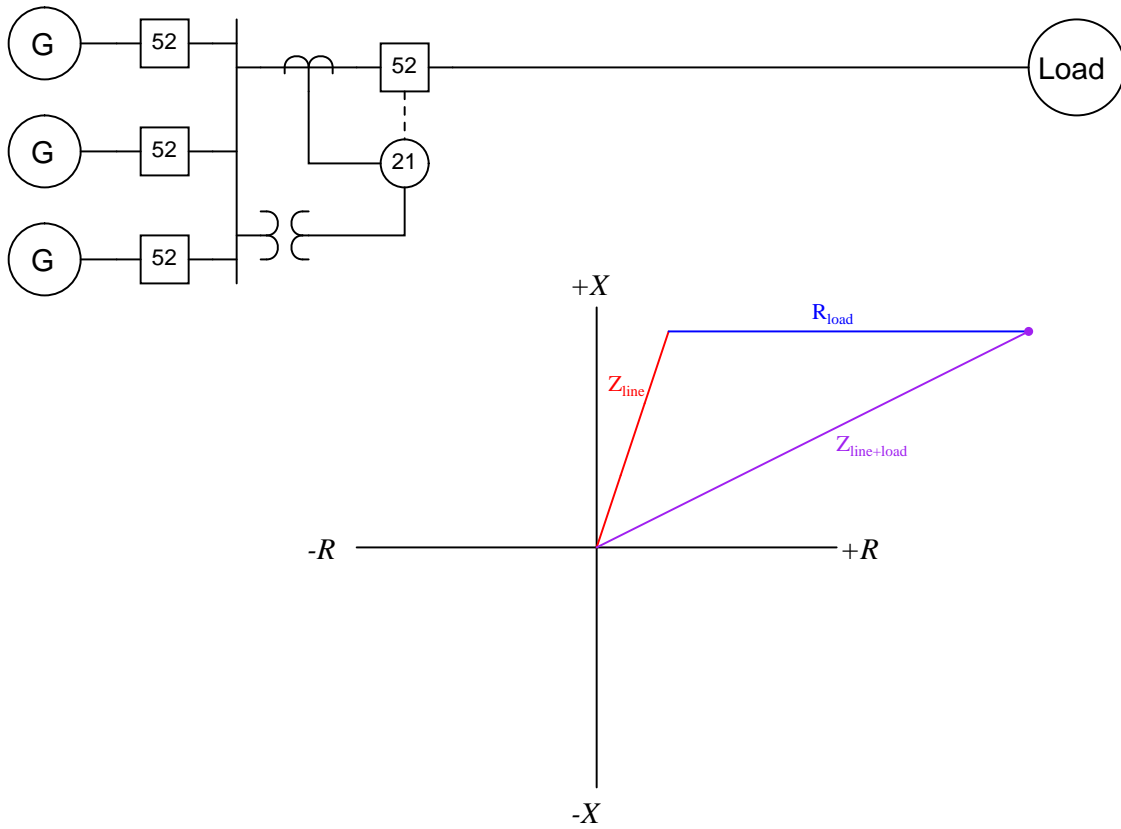 G
52
52
Load
G
52
21
G
52
+X
R_load
Z_line
Z_line+load
-R
+R
-X